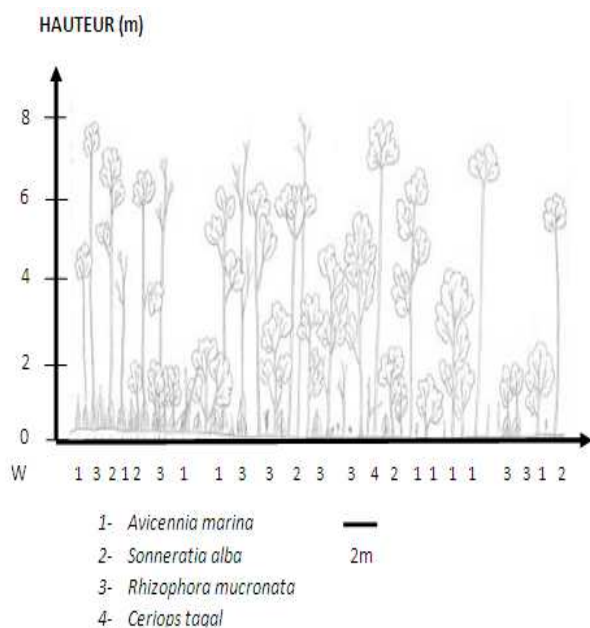 HAUTEUR (m)
8
6
4
2
0
W 1 3 2 1 2 3 1 1 3 3 2 3 3 4 2 1 1 1 1 3 3 1 2
1- Avicennia marina
2- Sonneratia alba 2m
3- Rhizophora mucronata
4- Ceriops tagal